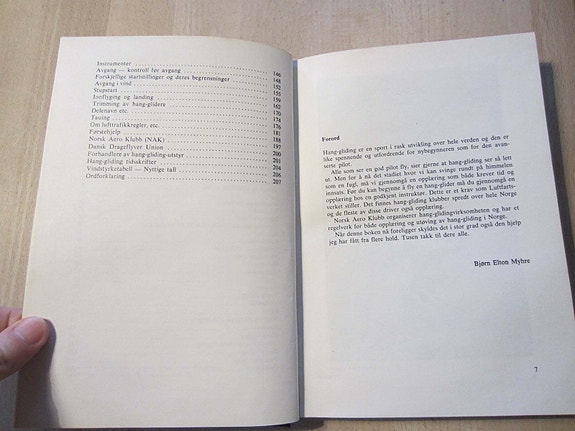 Instrumenter 146
Avgang — kontroll før avgang 148
Forskjellige startstillinger og deres begrensninger 152
Avgang i vind 155
Stupstart 159
Innflyging og landing 162
Trimming av hang-glidere 170
Delenavn etc. 174
Tauing 176
Om lufttrafikkregler, etc. 181
Førstehjelp 188
Norsk Aero Klubb (NAK) 197
Dansk Drageflyver Union 200
Forhandlere av hang-gliding-utstyr 201
Hang-gliding tidsskrifter 204
Vindstyrketabell — Nyttige tall 206
Ordforklaring 207
Forord
Hang-gliding er en sport i rask utvikling over hele verden og den er
like spennende og utfordrende for nybegynneren som for den avan-
serte pilot.
Alle som ser en god pilot fly, sier gjerne at hang-gliding ser så lett
ut. Men for å nå det stadiet hvor vi kan svinge rundt på himmelen
som en fugl, må vi gjennomgå en opplæring som både krever tid og
innsats. Før du kan begynne å fly en hang-glider må du gjennomgå en
opplæring hos en godkjent instruktør. Dette er et krav som Luftfarts-
verket stiller. Det finnes hang-gliding klubber spredt over hele Norge
og de fleste av disse driver også opplæring.
Norsk Aero Klubb organiserer hang-glidingvirksomheten og har et
regelverk for både opplæring og utøving av hang-gliding i Norge.
Når denne boken nå foreligger skyldes det i stor grad også den hjelp
jeg har fått fra flere hold. Tusen takk til dere alle.
Bjørn Elton Myhre
7